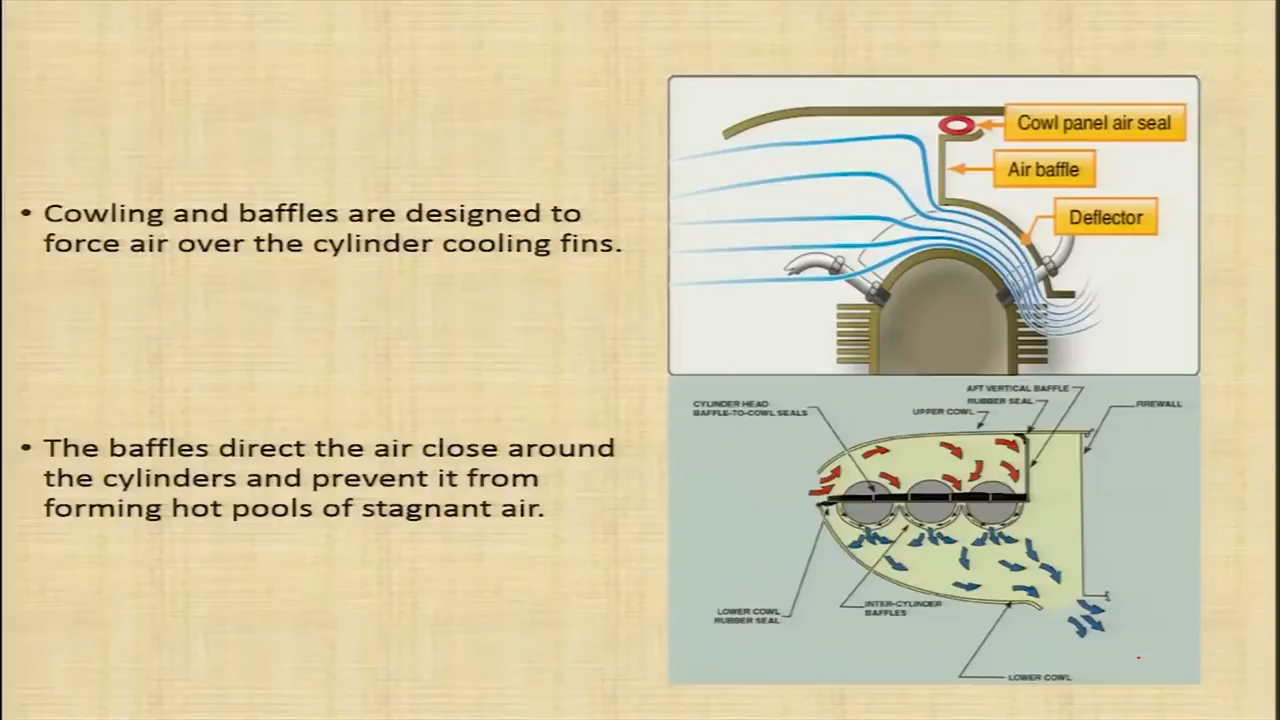 • Cowling and baffles are designed to
force air over the cylinder cooling fins.
• The baffles direct the air close around
the cylinders and prevent it from
forming hot pools of stagnant air.
Cowl panel air seal
Air baffle
Deflector
AFT VERTICAL BAFFLE
RUBBER SEAL
UPPER COWL
FIREWALL
CYLINDER HEAD
BAFFLE-TO-COWL SEALS
LOWER COWL
RUBBER SEAL
INTER-CYLINDER
BAFFLES
LOWER COWL